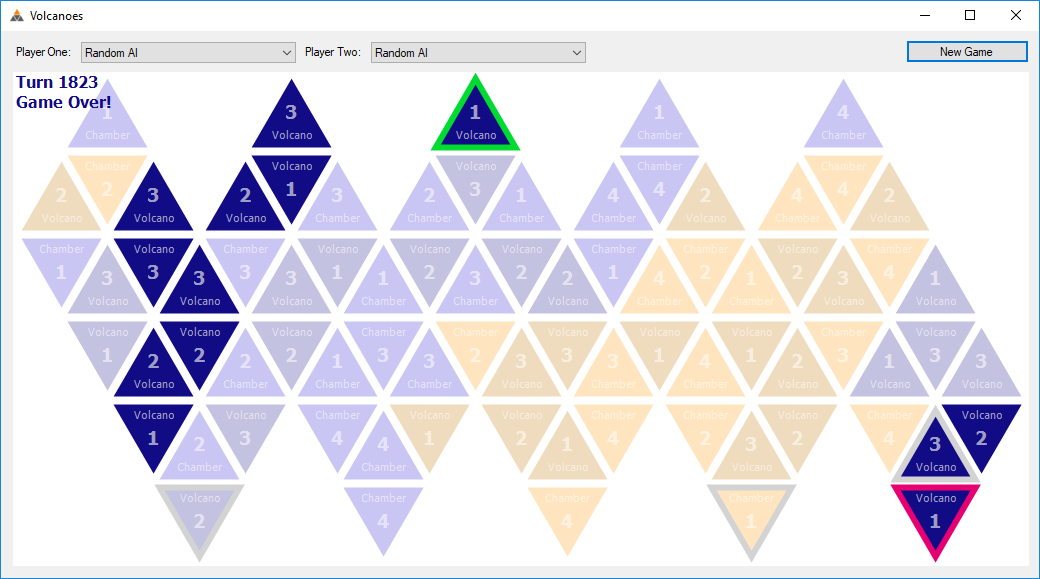 Volcanoes
Player One: Random AI Player Two: Random AI New Game
Turn 1823
Game Over!
1 3 1 1 4
Chamber Volcano Volcano Chamber Chamber
Chamber Volcano Volcano Chamber Chamber
2 1 3 4 4
2 3 2 3 2 1 4 2 4 2
Volcano Volcano Volcano Chamber Chamber Chamber Chamber Volcano Chamber Volcano
Chamber Volcano Chamber Volcano Volcano Volcano Chamber Chamber Volcano Chamber
1 3 3 1 2 2 1 2 2 4
3 3 3 1 3 2 4 1 3 1
Volcano Volcano Volcano Chamber Chamber Volcano Chamber Chamber Volcano Volcano
Volcano Volcano Volcano Chamber Chamber Volcano Volcano Volcano Chamber Volcano
1 2 2 3 2 3 1 1 3 3
2 2 1 3 3 3 4 2 1 3
Volcano Chamber Chamber Chamber Volcano Chamber Chamber Volcano Volcano Volcano
Volcano Volcano Chamber Volcano Volcano Chamber Chamber Volcano Chamber Volcano
1 3 4 1 2 4 2 2 4 2
2 4 1 3 3
Chamber Chamber Volcano Volcano Volcano
Volcano Chamber Chamber Chamber Volcano
2 4 4 1 1